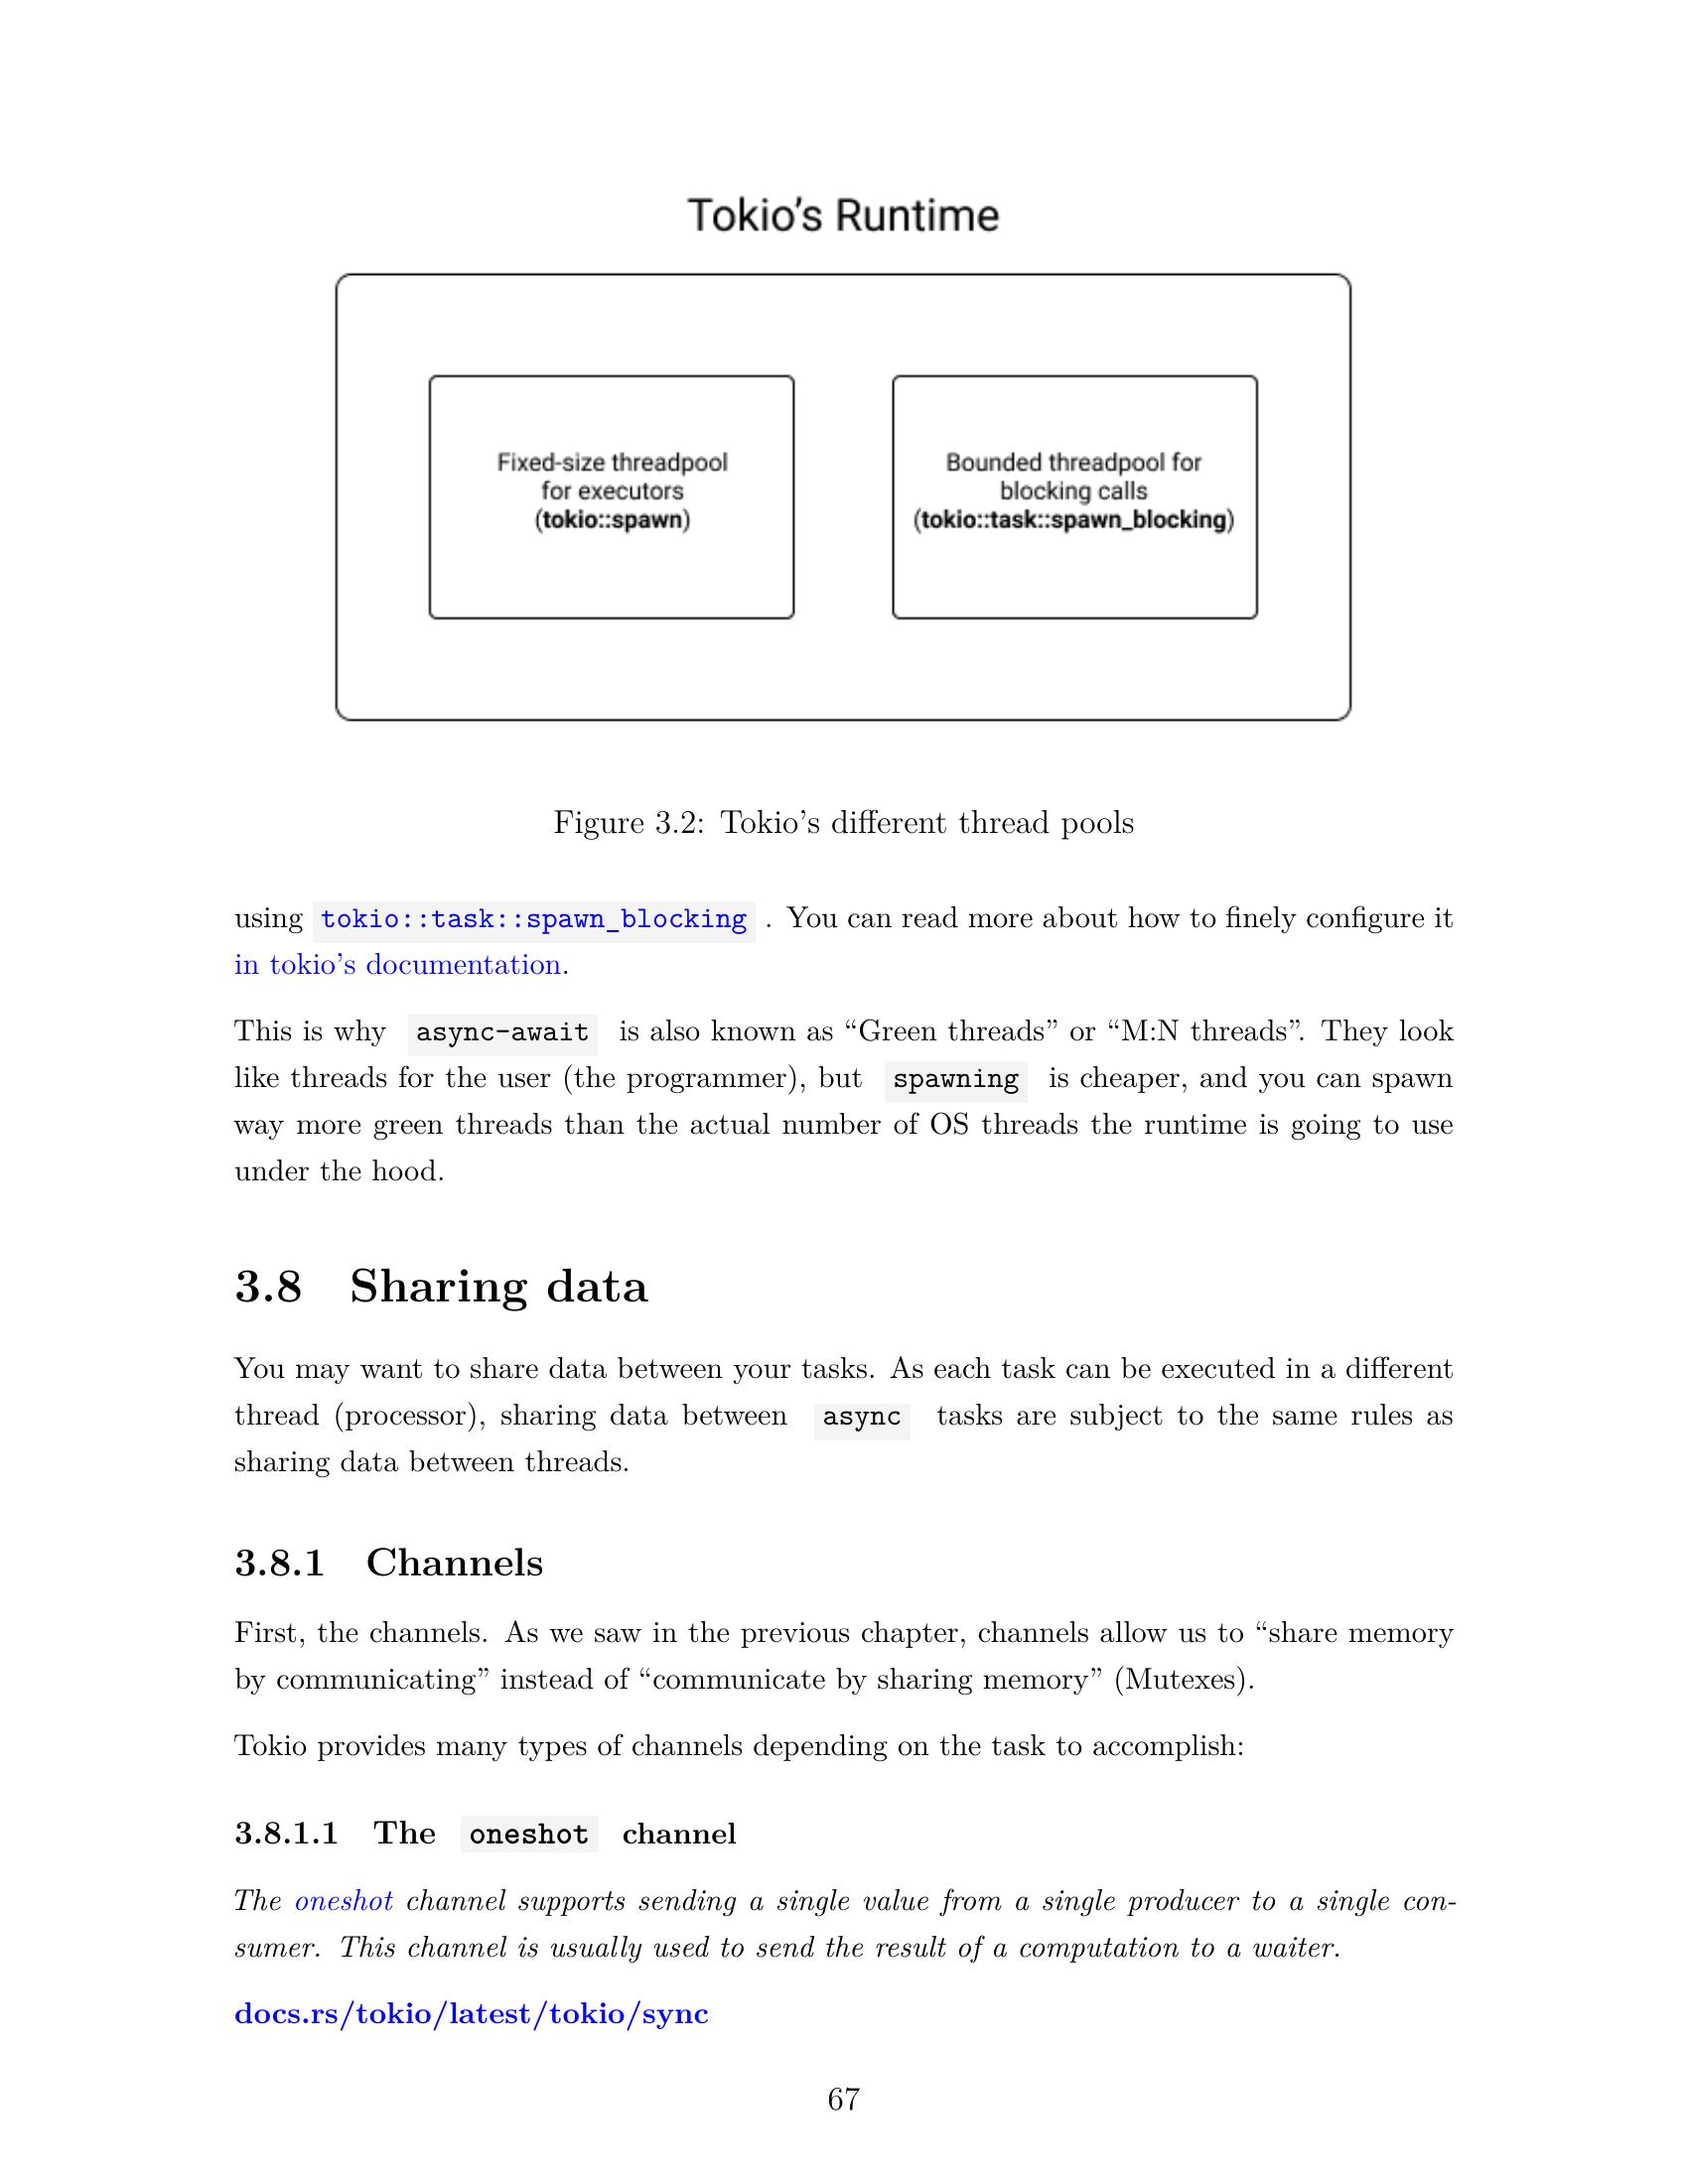 Tokio’s Runtime
Fixed-size threadpool
for executors
(tokio::spawn)
Bounded threadpool for
blocking calls
(tokio::task::spawn_blocking)
Figure 3.2: Tokio’s different thread pools
using tokio::task::spawn_blocking . You can read more about how to finely configure it
in tokio’s documentation.
This is why async-await is also known as “Green threads” or “M:N threads”. They look
like threads for the user (the programmer), but spawning is cheaper, and you can spawn
way more green threads than the actual number of OS threads the runtime is going to use
under the hood.
3.8 Sharing data
You may want to share data between your tasks. As each task can be executed in a different
thread (processor), sharing data between async tasks are subject to the same rules as
sharing data between threads.
3.8.1 Channels
First, the channels. As we saw in the previous chapter, channels allow us to “share memory
by communicating” instead of “communicate by sharing memory” (Mutexes).
Tokio provides many types of channels depending on the task to accomplish:
3.8.1.1 The oneshot channel
The oneshot channel supports sending a single value from a single producer to a single con-
sumer. This channel is usually used to send the result of a computation to a waiter.
docs.rs/tokio/latest/tokio/sync
67